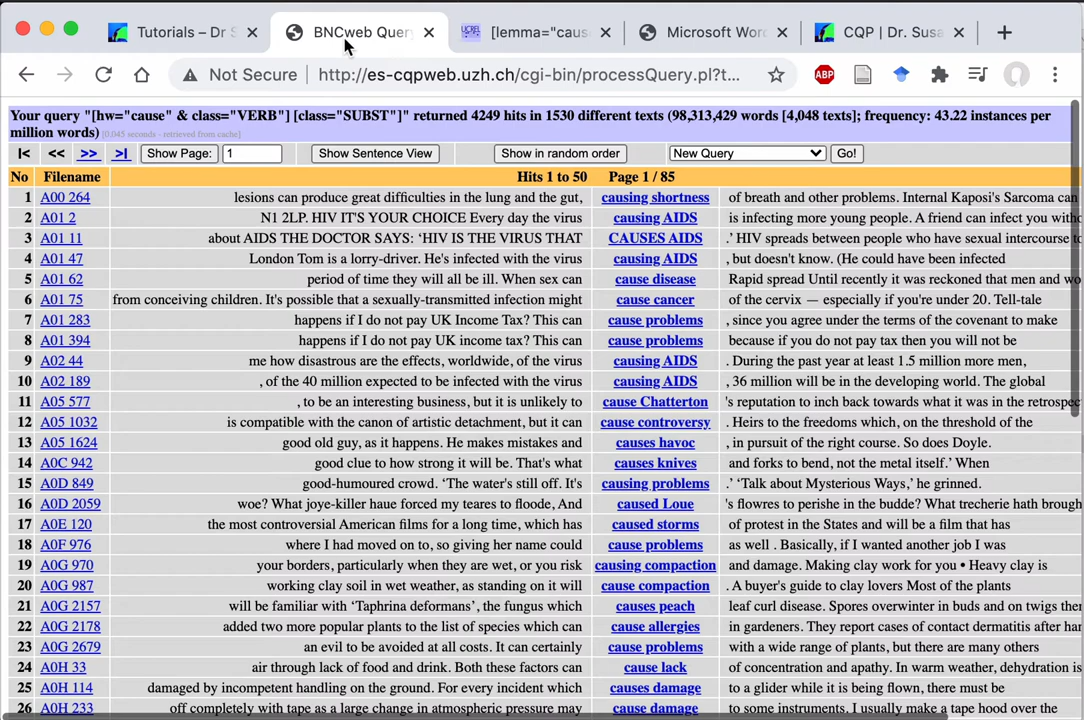 Tutorials – Dr S
BNCweb Quer
[lemma="caus
Microsoft Wor
CQP | Dr. Susa
Not Secure
http://es-cqpweb.uzh.ch/cgi-bin/processQuery.pl?t...
ABP
Your query "[hw="cause" & class="VERB"] [class="SUBST"]" returned 4249 hits in 1530 different texts (98,313,429 words [4,048 texts]; frequency: 43.22 instances per
million words) [0.045 seconds - retrieved from cache]
|< << >> >| Show Page: 1 Show Sentence View Show in random order New Query Go!
No Filename Hits 1 to 50 Page 1 / 85
1 A00 264 lesions can produce great difficulties in the lung and the gut, causing shortness of breath and other problems. Internal Kaposi's Sarcoma can
2 A01 2 N1 2LP. HIV IT'S YOUR CHOICE Every day the virus causing AIDS is infecting more young people. A friend can infect you witho
3 A01 11 about AIDS THE DOCTOR SAYS: ‘HIV IS THE VIRUS THAT CAUSES AIDS .’ HIV spreads between people who have sexual intercourse to
4 A01 47 London Tom is a lorry-driver. He's infected with the causing AIDS , but doesn't know. (He could have been infected
5 A01 62 period of time they will all be ill. When sex can cause disease Rapid spread Until recently it was reckoned that men and wo
6 A01 75 from conceiving children. It's possible that a sexually-transmitted infection might cause cancer of the cervix — especially if you're under 20. Tell-tale
7 A01 283 happens if I do not pay UK Income Tax? This can cause problems , since you agree under the terms of the covenant to make
8 A01 394 happens if I do not pay UK income tax? This can cause problems because if you do not pay tax then you will not be
9 A02 44 me how disastrous are the effects, worldwide, of the virus causing AIDS . During the past year at least 1.5 million more men,
10 A02 189 , of the 40 million expected to be infected with the virus causing AIDS , 36 million will be in the developing world. The global
11 A05 577 , to be an interesting business, but it is unlikely to cause Chatterton 's reputation to inch back towards what it was in the retrospec
12 A05 1032 is compatible with the canon of artistic detachment, but it can cause controversy . Heirs to the freedoms which, on the threshold of the
13 A05 1624 good old guy, as it happens. He makes mistakes and causes havoc , in pursuit of the right course. So does Doyle.
14 A0C 942 good clue to how strong it will be. That's what causes knives and forks to bend, not the metal itself.’ When
15 A0D 849 good-humoured crowd. ‘The water's still off. It's causing problems .’ ‘Talk about Mysterious Ways,’ he grinned.
16 A0D 2059 woe? What joye-killer haue forced my teares to floode, And caused Loue 's flowres to perishe in the budde? What trecherie hath brough
17 A0E 120 the most controversial American films for a long time, which has caused storms of protest in the States and will be a film that has
18 A0F 976 where I had moved on to, so giving her name could cause problems as well . Basically, if I wanted another job I was
19 A0G 970 your borders, particularly when they are wet, or you risk causing compaction and damage. Making clay work for you • Heavy clay is
20 A0G 987 working clay soil in wet weather, as standing on it will cause compaction . A buyer's guide to clay lovers Most of the plants
21 A0G 2157 will be familiar with ‘Taphrina deformans’, the fungus which causes peach leaf curl disease. Spores overwinter in buds and on twigs then
22 A0G 2178 added two more popular plants to the list of species which can cause allergies in gardeners. They report cases of contact dermatitis after har
23 A0G 2679 an evil to be avoided at all costs. It can certainly cause problems with a wide range of plants, but there are many others
24 A0H 33 air through lack of food and drink. Both these factors can cause lack of concentration and apathy. In warm weather, dehydration is
25 A0H 114 damaged by incompetent handling on the ground. For every incident which causes damage to a glider while it is being flown, there must be
26 A0H 233 off completely with tape as a large change in atmospheric pressure may cause damage to some instruments, I usually make a tape hood over the